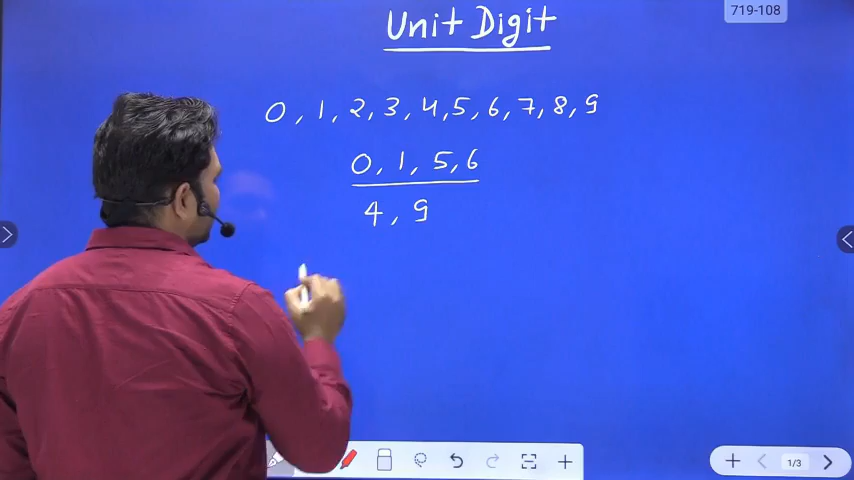 719-108
Unit Digit
0, 1, 2, 3, 4, 5, 6, 7, 8, 9
0, 1, 5, 6
4, 9
1/3